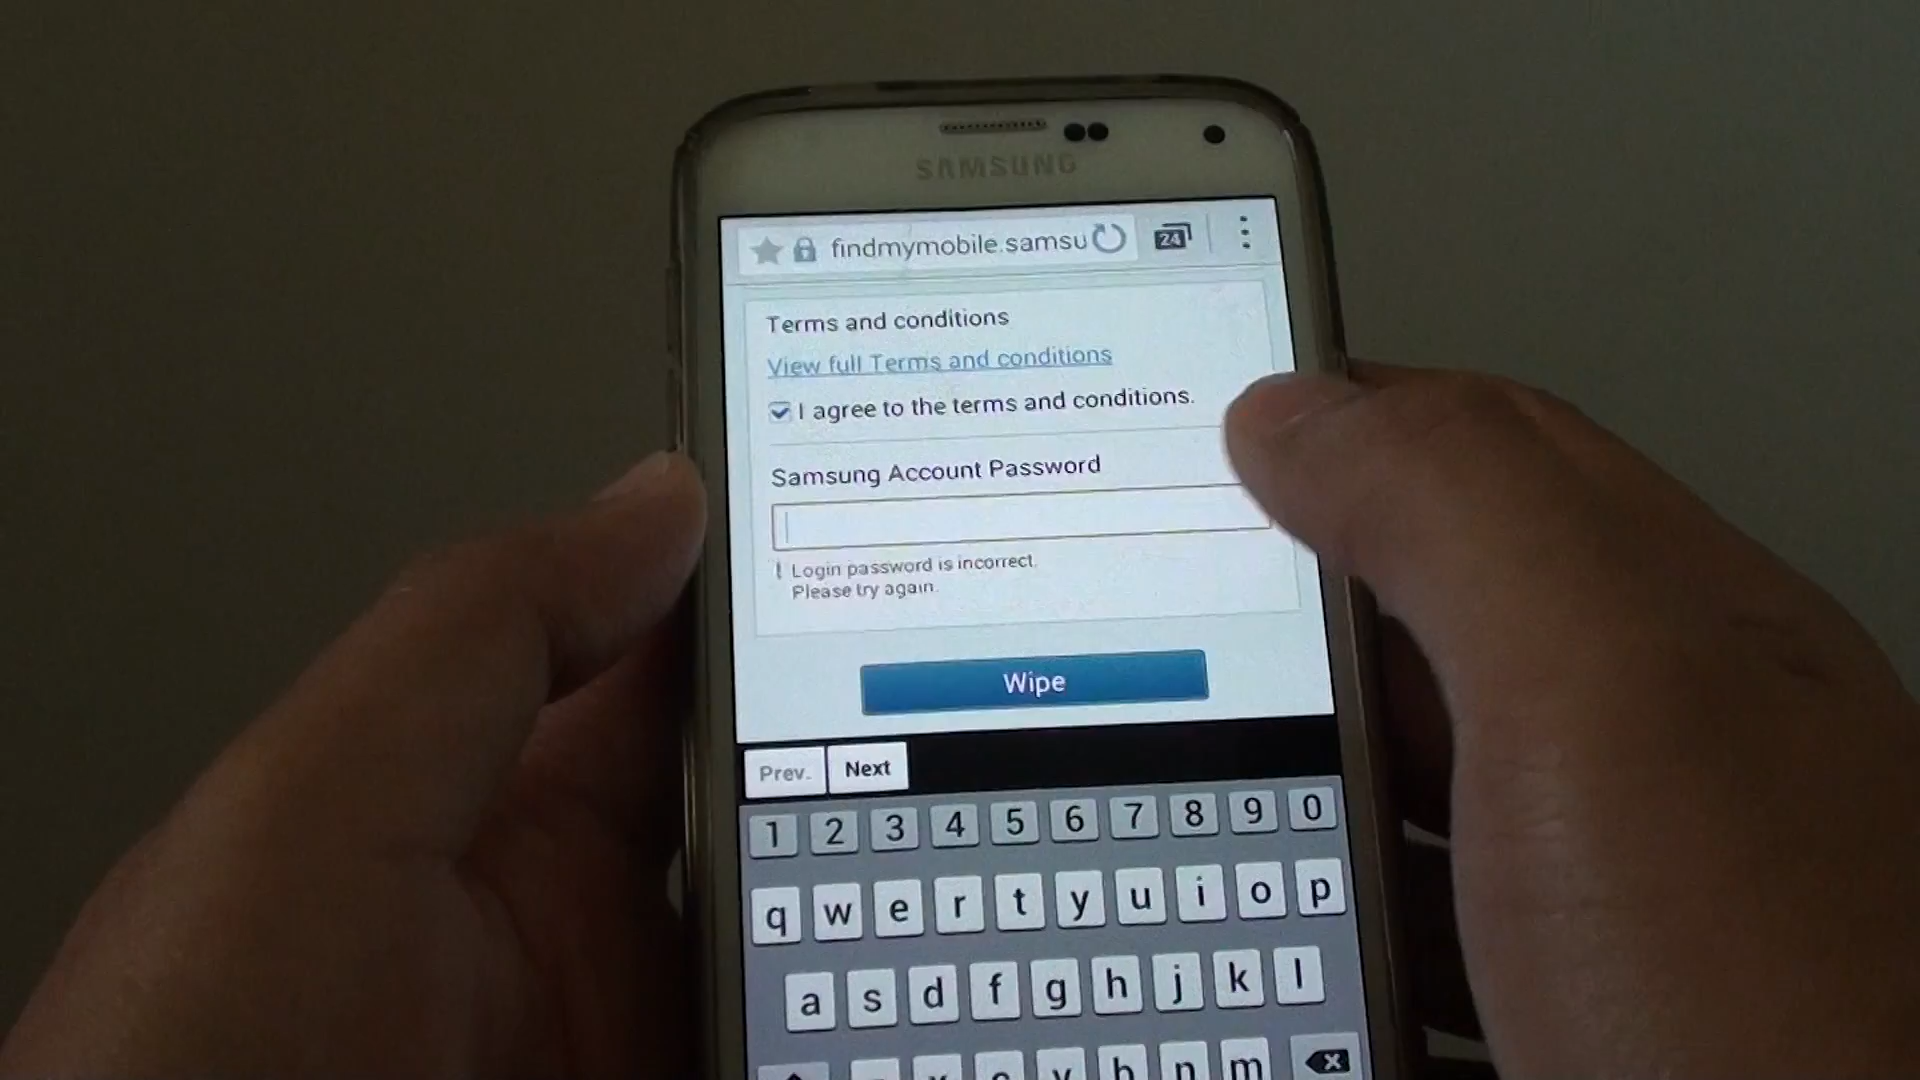 SAMSUNG
findmymobile.samsu
24
Terms and conditions
View full Terms and conditions
I agree to the terms and conditions.
Samsung Account Password
! Login password is incorrect.
Please try again.
Wipe
Prev. Next
1 2 3 4 5 6 7 8 9 0
q w e r t y u i o p
a s d f g h j k l
x c v b n m